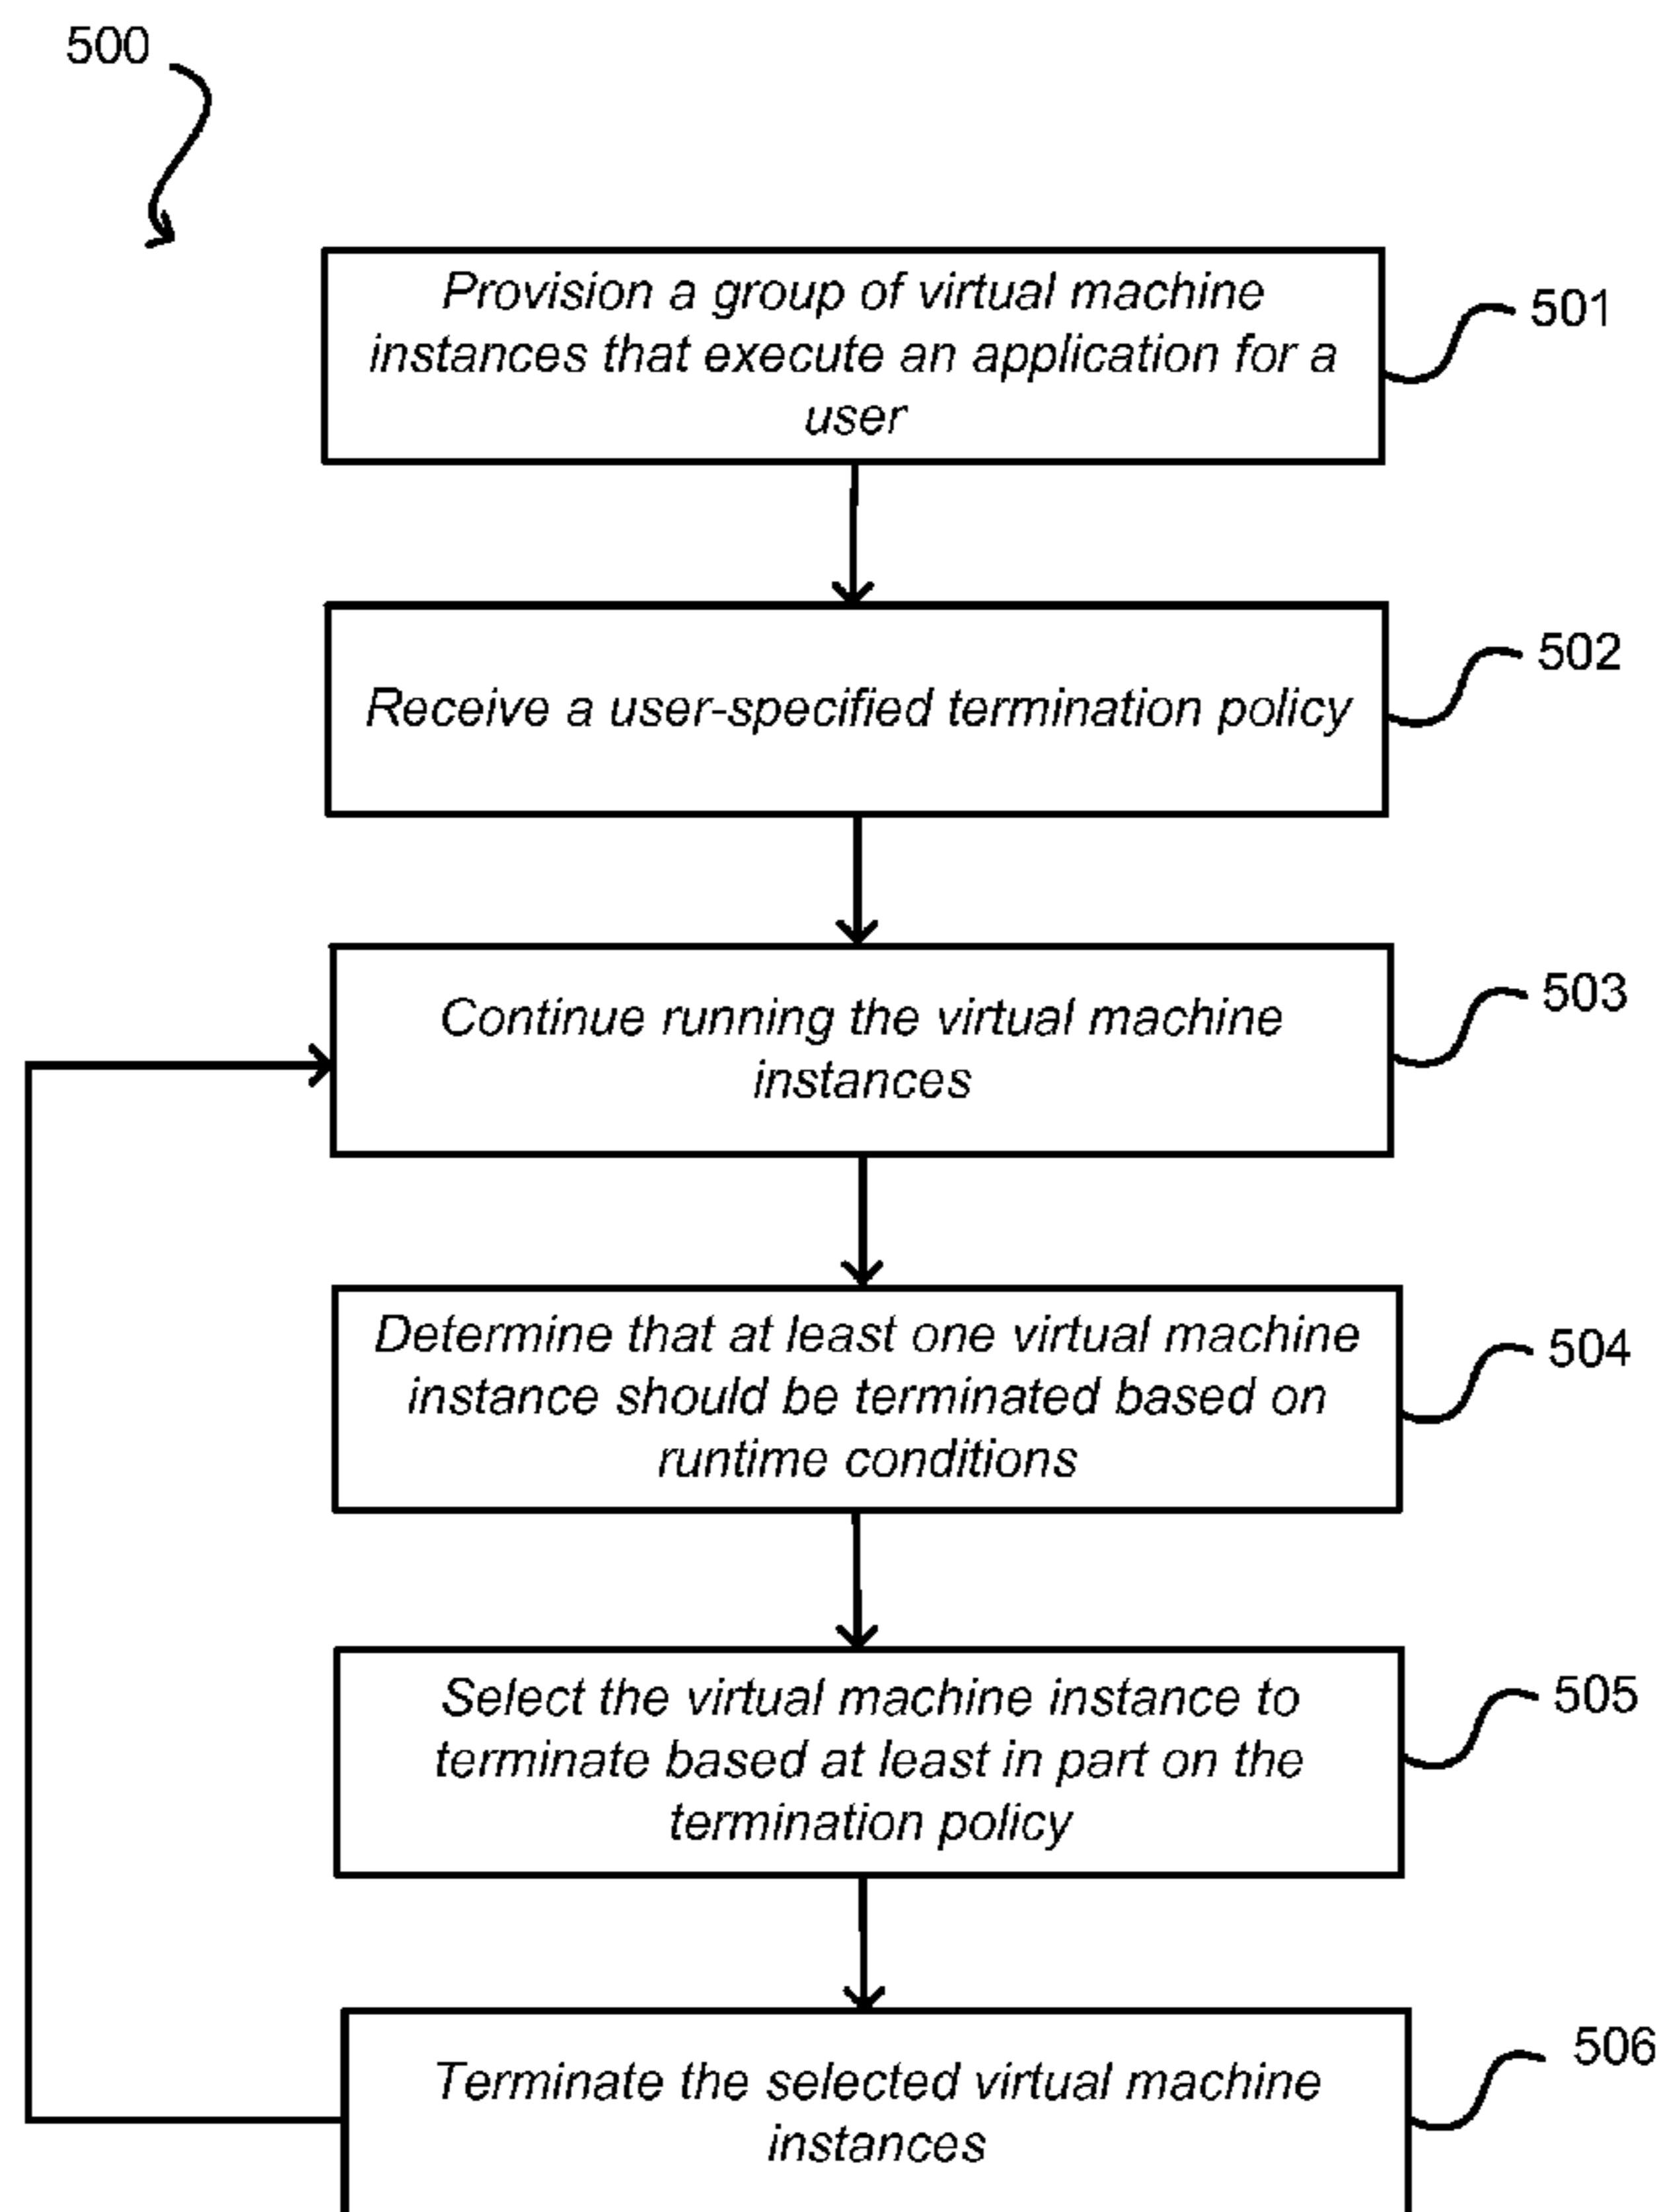 500
Provision a group of virtual machine
instances that execute an application for a
user
501
Receive a user-specified termination policy
502
Continue running the virtual machine
instances
503
Determine that at least one virtual machine
instance should be terminated based on
runtime conditions
504
Select the virtual machine instance to
terminate based at least in part on the
termination policy
505
Terminate the selected virtual machine
instances
506